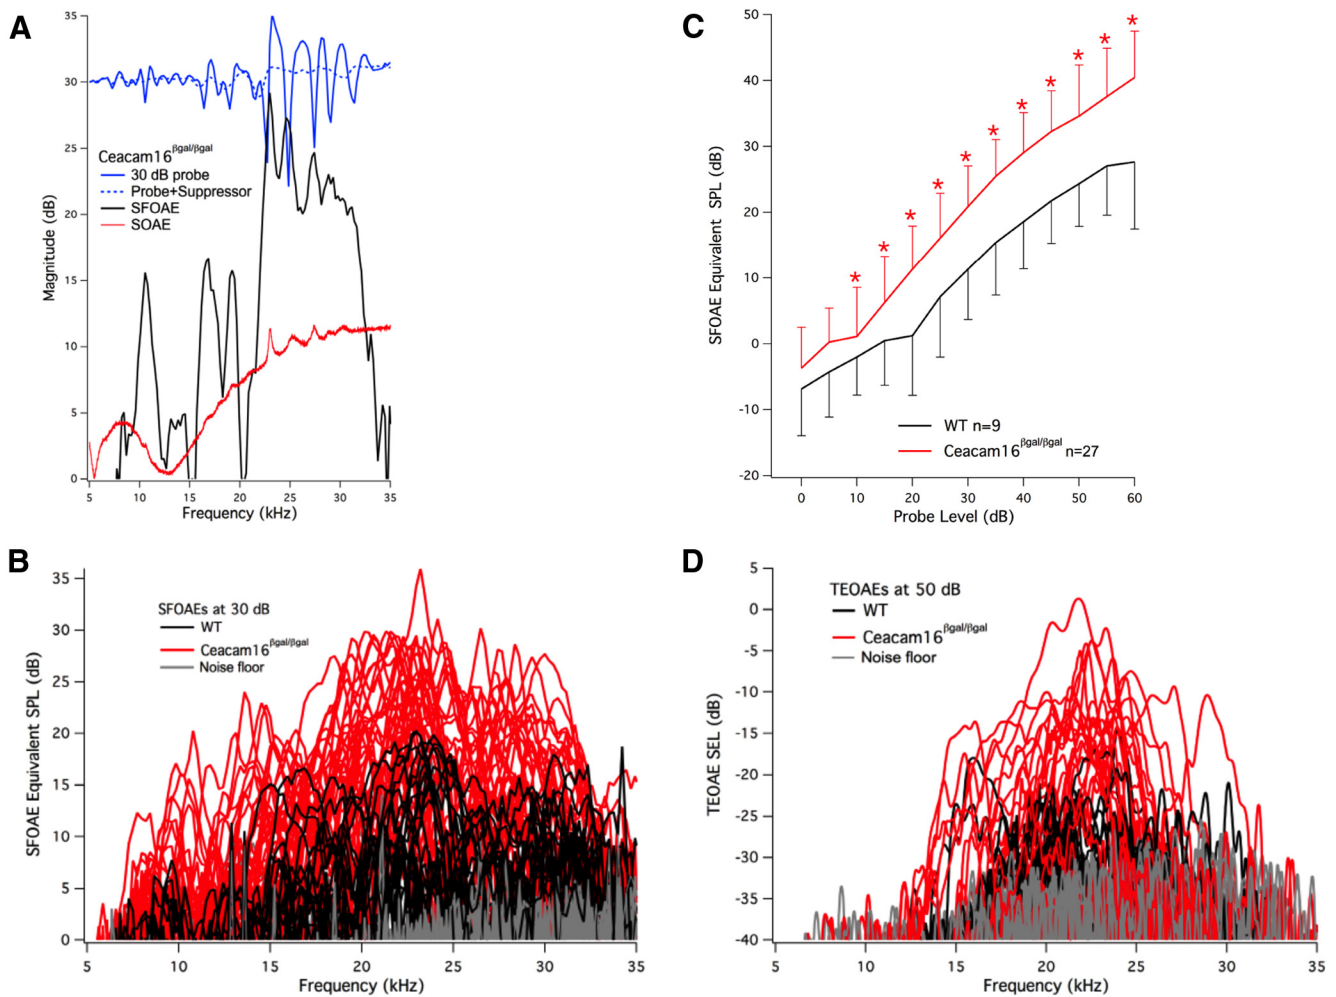 A
35
30
25
20
15
10
5
0
Magnitude (dB)
Ceacam16βgal/βgal
30 dB probe
Probe+Suppressor
SFOAE
SOAE
5 10 15 20 25 30 35
Frequency (kHz)
C
50
40
30
20
10
0
-10
-20
SFOAE Equivalent SPL (dB)
* * * * * * * * * * *
WT n=9
Ceacam16βgal/βgal n=27
0 10 20 30 40 50 60
Probe Level (dB)
B
35
30
25
20
15
10
5
0
SFOAE Equivalent SPL (dB)
SFOAEs at 30 dB
WT
Ceacam16βgal/βgal
Noise floor
5 10 15 20 25 30 35
Frequency (kHz)
D
5
0
-5
-10
-15
-20
-25
-30
-35
-40
TEOAE SEL (dB)
TEOAEs at 50 dB
WT
Ceacam16βgal/βgal
Noise floor
5 10 15 20 25 30 35
Frequency (kHz)